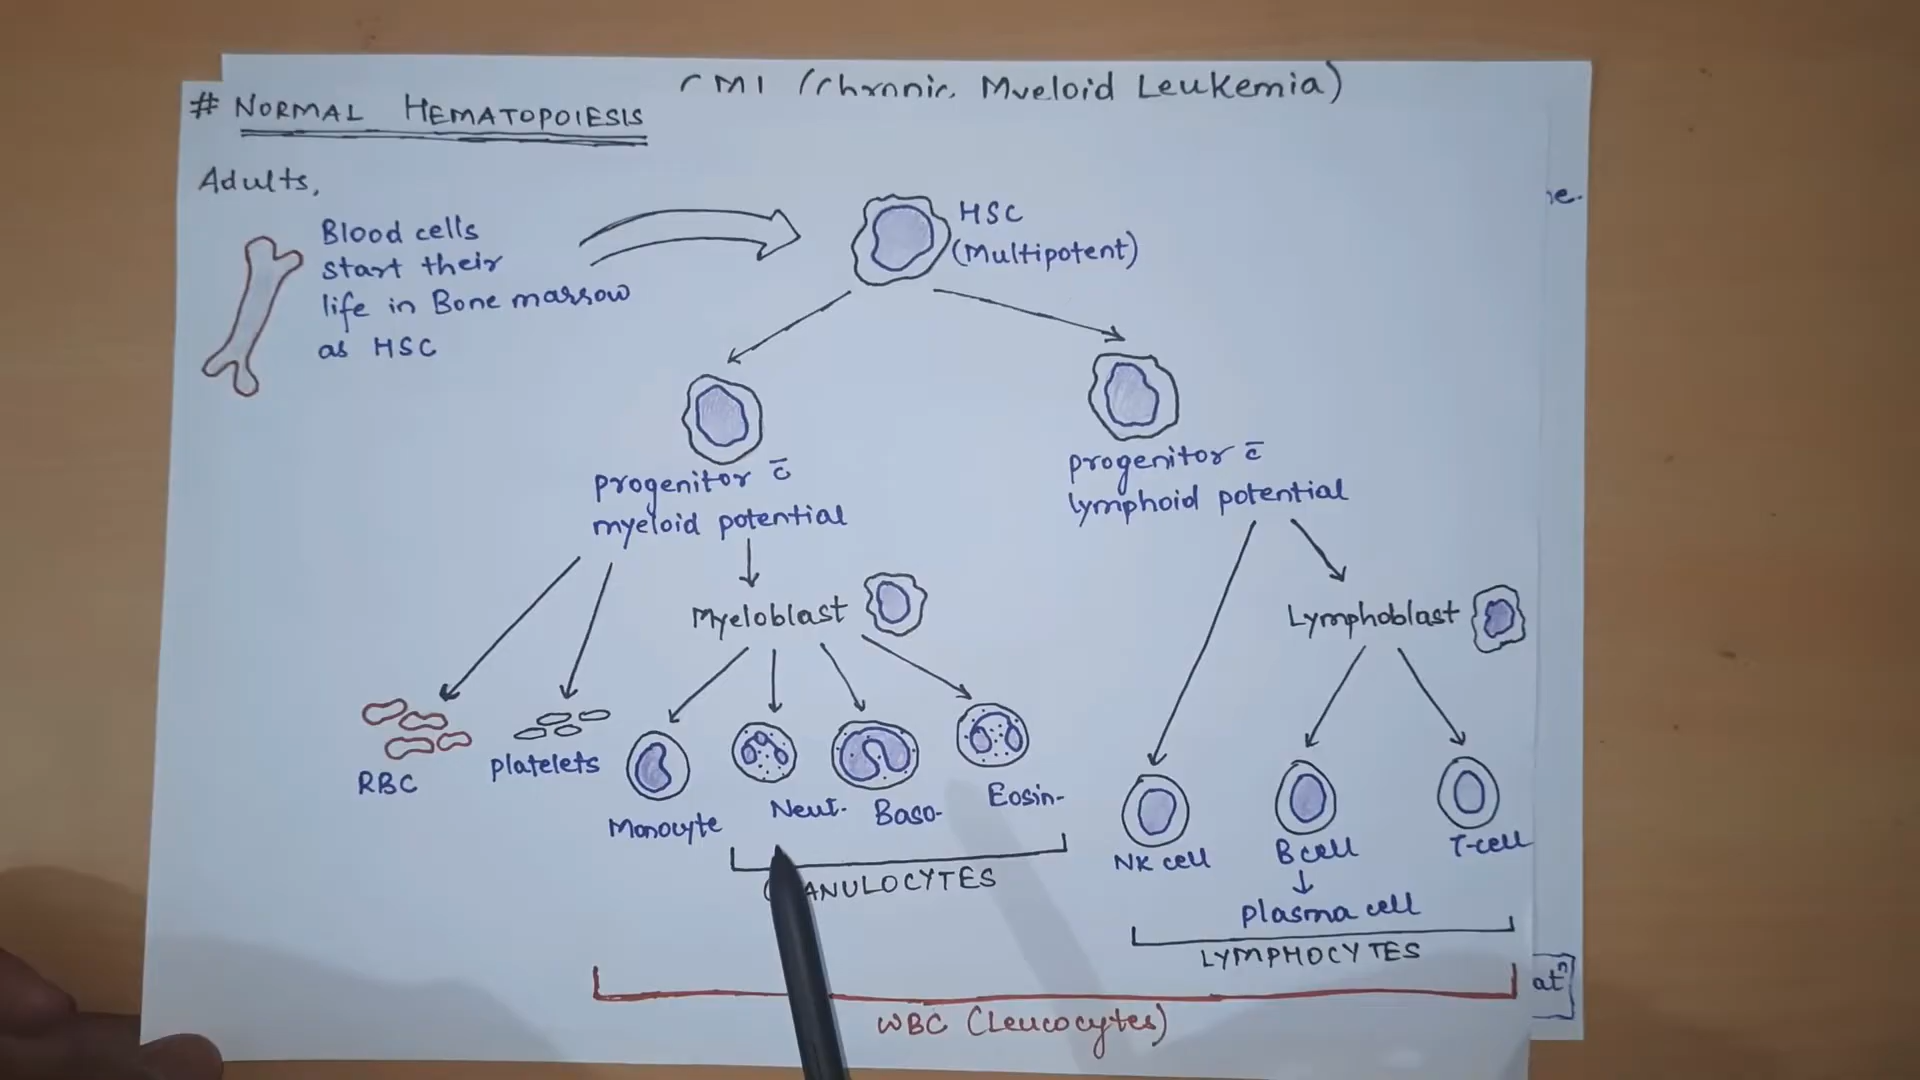 CML (Chronic Myeloid Leukemia)
# NORMAL HEMATOPOIESIS
Adults,
Blood cells
start their
life in Bone marrow
as HSC
HSC
(Multipotent)
progenitor c̄
myeloid potential
progenitor c̄
lymphoid potential
Myeloblast
Lymphoblast
RBC
platelets
Monocyte
Neut-
Baso-
Eosin-
GRANULOCYTES
NK cell
B cell
T-cell
plasma cell
LYMPHOCYTES
WBC (Leucocytes)